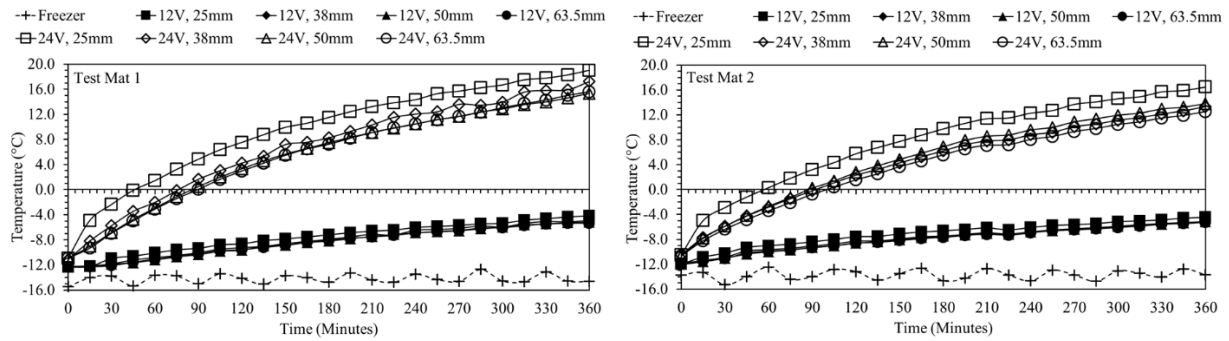 Freezer 12V, 25mm 12V, 38mm 12V, 50mm 12V, 63.5mm
24V, 25mm 24V, 38mm 24V, 50mm 24V, 63.5mm
20.0
16.0
12.0
8.0
4.0
0.0
-4.0
-8.0
-12.0
-16.0
Temperature (°C)
Test Mat 1
0 30 60 90 120 150 180 210 240 270 300 330 360
Time (Minutes)
Freezer 12V, 25mm 12V, 38mm 12V, 50mm 12V, 63.5mm
24V, 25mm 24V, 38mm 24V, 50mm 24V, 63.5mm
20.0
16.0
12.0
8.0
4.0
0.0
-4.0
-8.0
-12.0
-16.0
Temperature (°C)
Test Mat 2
0 30 60 90 120 150 180 210 240 270 300 330 360
Time (Minutes)